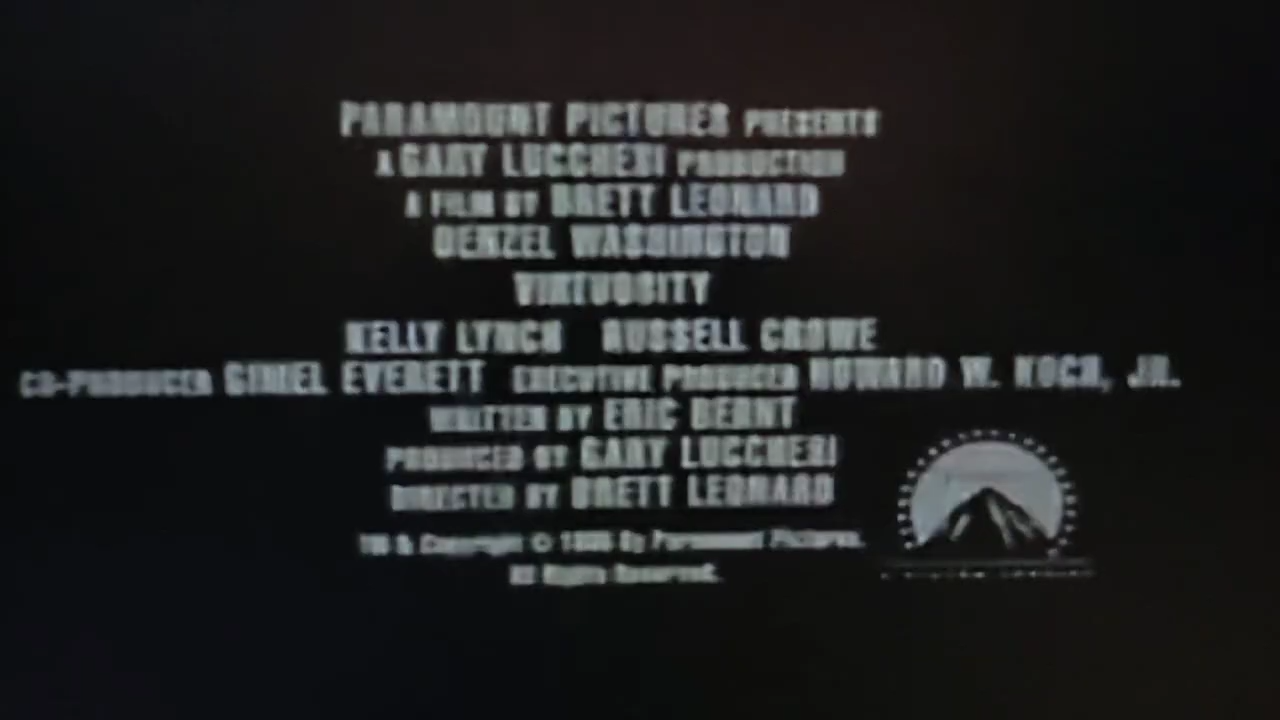 PARAMOUNT PICTURES PRESENTS
A GARY LUCCHESI PRODUCTION
A FILM BY BRETT LEONARD
DENZEL WASHINGTON
VIRTUOSITY
KELLY LYNCH RUSSELL CROWE
CO-PRODUCER GIMEL EVERETT EXECUTIVE PRODUCER HOWARD W. KOCH, JR.
WRITTEN BY ERIC BERNT
PRODUCED BY GARY LUCCHESI
DIRECTED BY BRETT LEONARD
TM & Copyright © 1995 By Paramount Pictures.
All Rights Reserved.